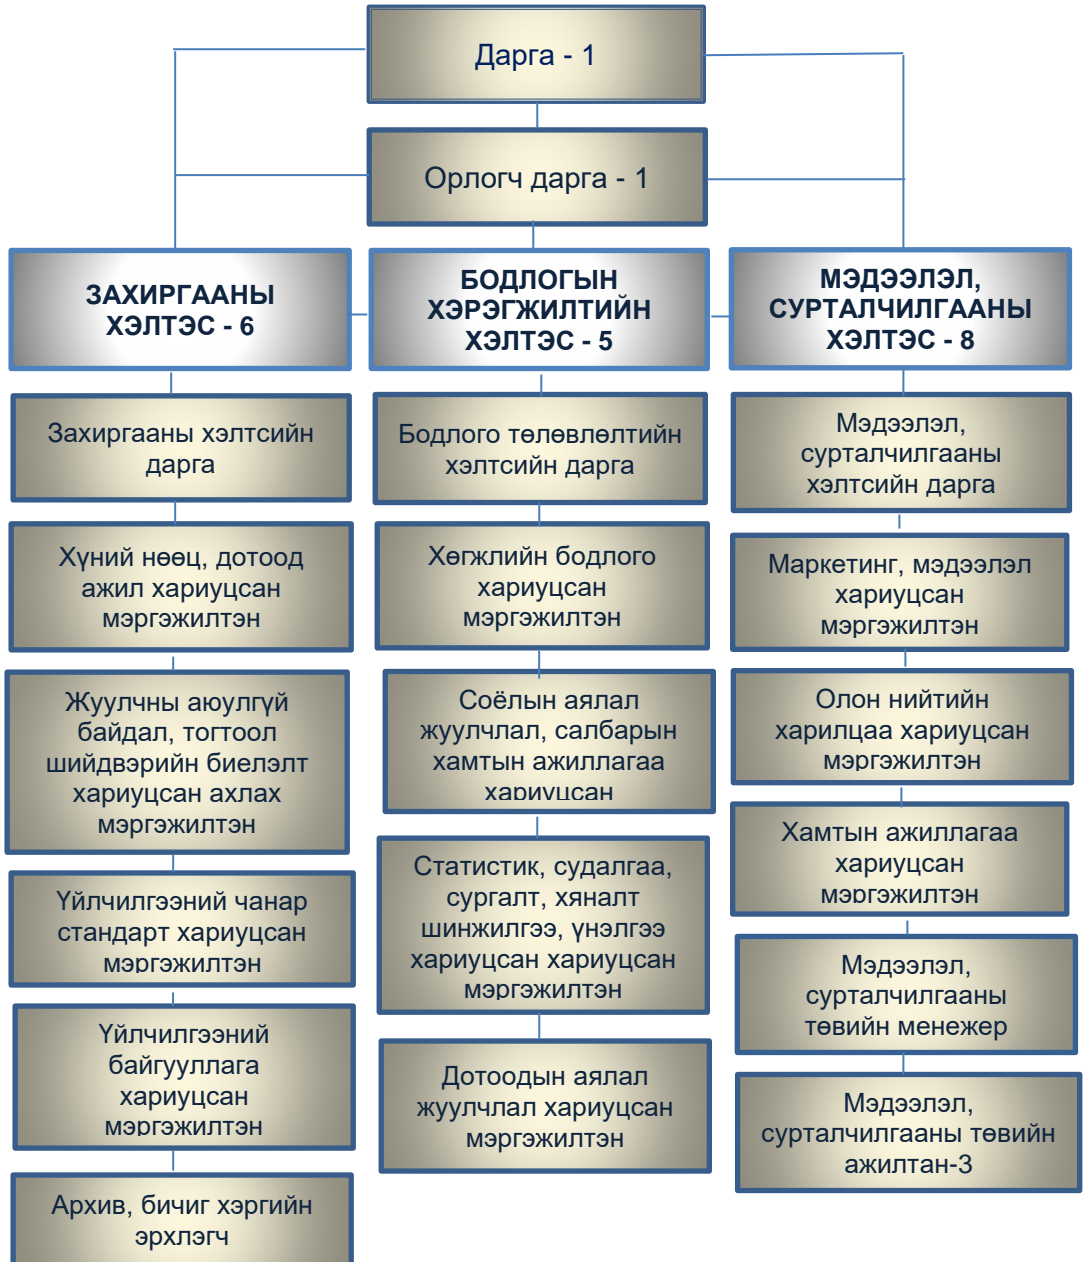 Дарга - 1
Орлогч дарга - 1
ЗАХИРГААНЫ
ХЭЛТЭС - 6
Захиргааны хэлтсийн
дарга
Хүний нөөц, дотоод
ажил хариуцсан
мэргэжилтэн
Жуулчны аюулгүй
байдал, тогтоол
шийдвэрийн биелэлт
хариуцсан ахлах
мэргэжилтэн
Үйлчилгээний чанар
стандарт хариуцсан
мэргэжилтэн
Үйлчилгээний
байгууллага
хариуцсан
мэргэжилтэн
Архив, бичиг хэргийн
эрхлэгч
БОДЛОГЫН
ХЭРЭГЖИЛТИЙН
ХЭЛТЭС - 5
Бодлого төлөвлөлтийн
хэлтсийн дарга
Хөгжлийн бодлого
хариуцсан
мэргэжилтэн
Соёлын аялал
жуулчлал, салбарын
хамтын ажиллагаа
хариуцсан
Статистик, судалгаа,
сургалт, хяналт
шинжилгээ, үнэлгээ
хариуцсан хариуцсан
мэргэжилтэн
Дотоодын аялал
жуулчлал хариуцсан
мэргэжилтэн
МЭДЭЭЛЭЛ,
СУРТАЛЧИЛГААНЫ
ХЭЛТЭС - 8
Мэдээлэл,
сурталчилгааны
хэлтсийн дарга
Маркетинг, мэдээлэл
хариуцсан
мэргэжилтэн
Олон нийтийн
харилцаа хариуцсан
мэргэжилтэн
Хамтын ажиллагаа
хариуцсан
мэргэжилтэн
Мэдээлэл,
сурталчилгааны
төвийн менежер
Мэдээлэл,
сурталчилгааны төвийн
ажилтан-3